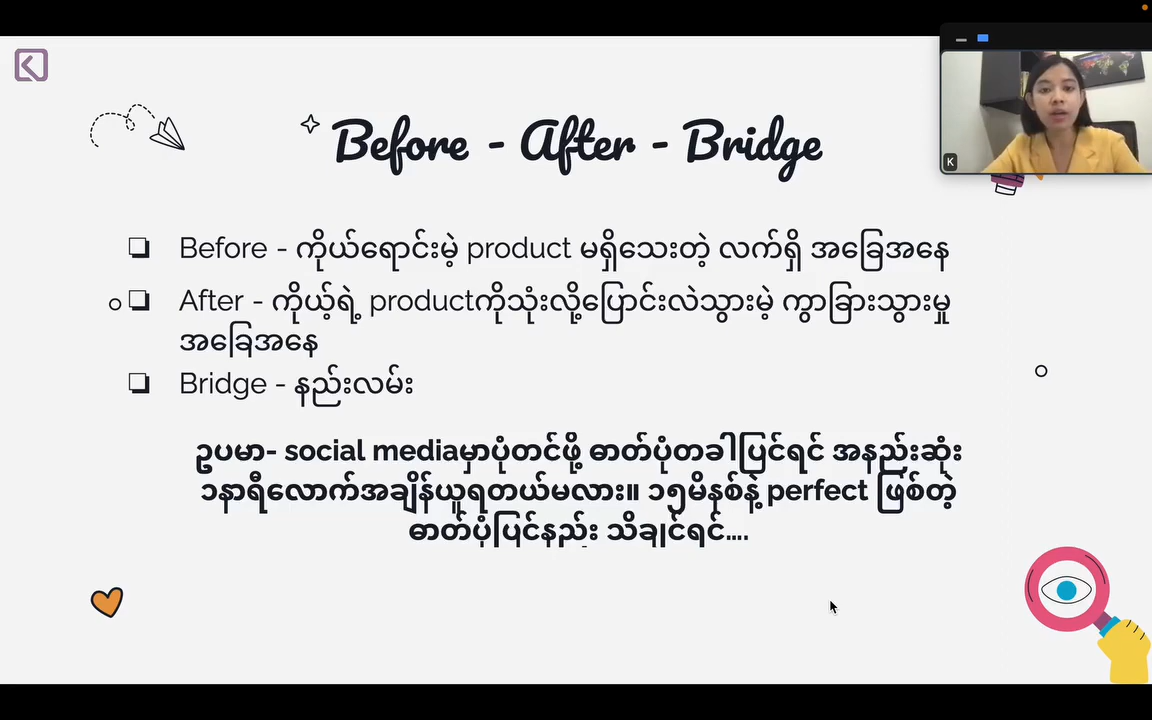 Before - After - Bridge
K
❏ Before - ကိုယ်ရောင်းမဲ့ product မရှိသေးတဲ့ လက်ရှိ အခြေအနေ
❏ After - ကိုယ့်ရဲ့ productကိုသုံးလို့ပြောင်းလဲသွားမဲ့ ကွာခြားသွားမှု
အခြေအနေ
❏ Bridge - နည်းလမ်း
ဥပမာ- social mediaမှာပုံတင်ဖို့ ဓာတ်ပုံတခါပြင်ရင် အနည်းဆုံး
၁နာရီလောက်အချိန်ယူရတယ်မလား။ ၁၅မိနစ်နဲ့ perfect ဖြစ်တဲ့
ဓာတ်ပုံပြင်နည်း သိချင်ရင်....